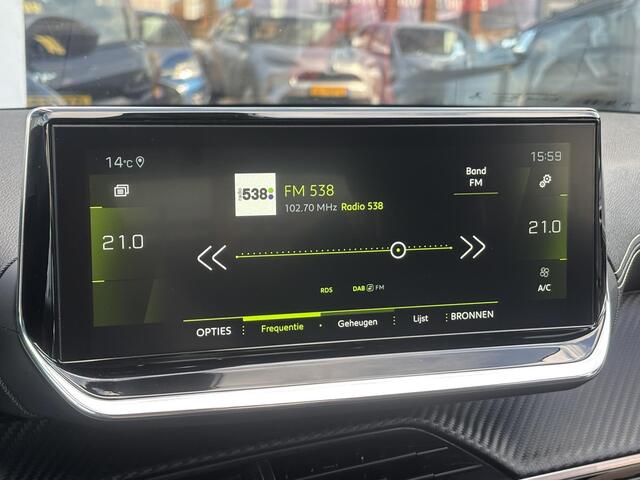 14°C
15:59
radio
538
FM 538
102.70 MHz Radio 538
Band
FM
21.0
21.0
RDS
DAB FM
A/C
OPTIES
Frequentie
Geheugen
Lijst
BRONNEN